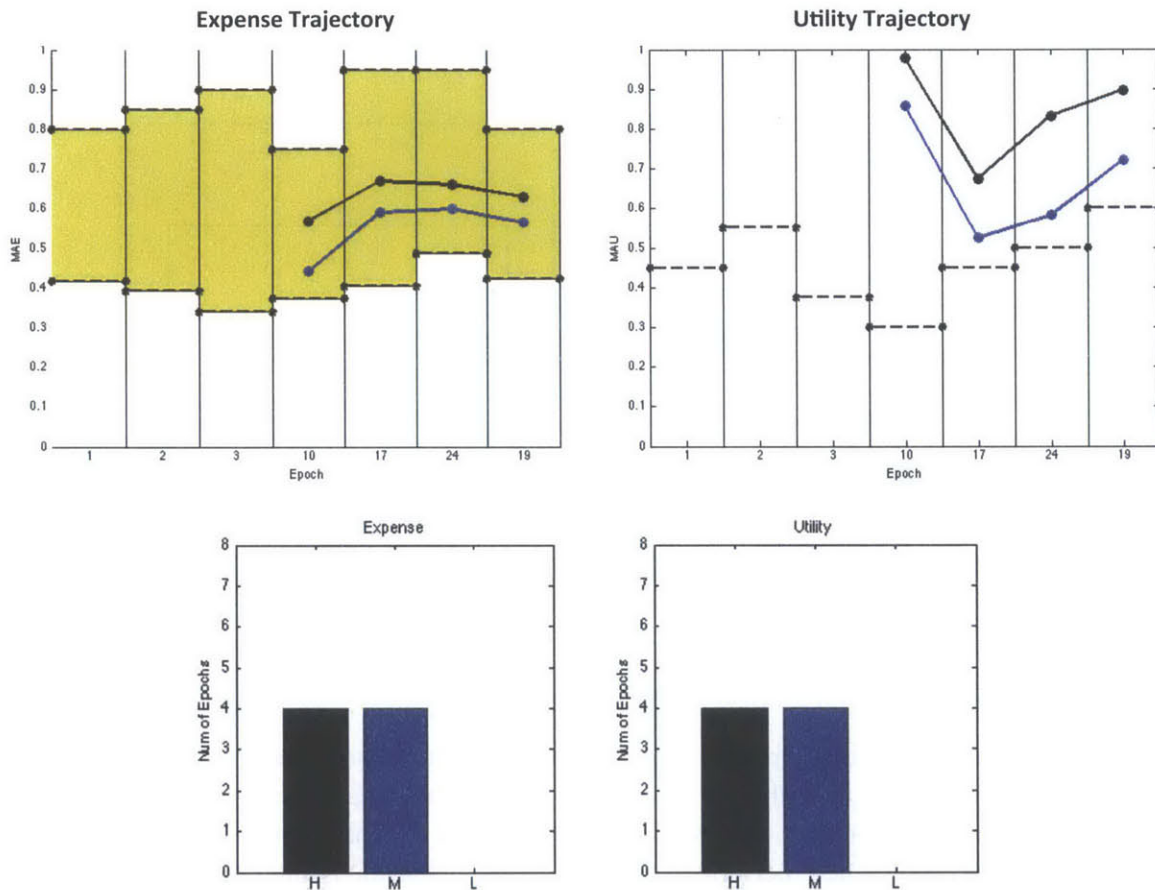 Expense Trajectory
1
0.9
0.8
0.7
0.6
0.5
0.4
0.3
0.2
0.1
0
MAE
1 2 3 10 17 24 19
Epoch
Utility Trajectory
1
0.9
0.8
0.7
0.6
0.5
0.4
0.3
0.2
0.1
0
MAU
1 2 3 10 17 24 19
Epoch
Expense
8
7
6
5
4
3
2
1
0
Num of Epochs
H M L
Utility
8
7
6
5
4
3
2
1
0
Num of Epochs
H M L